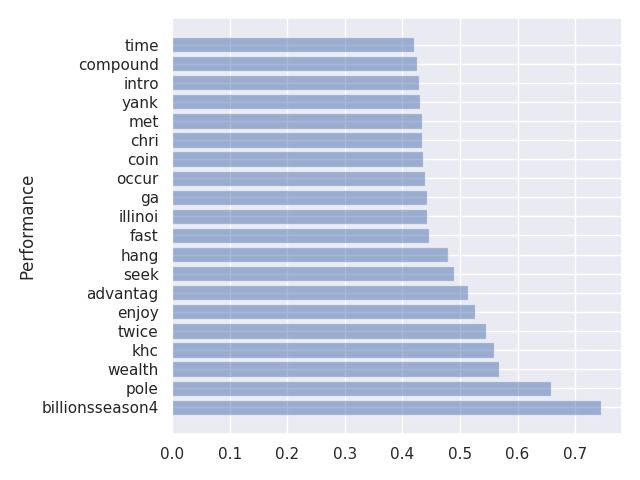 time
compound
intro
yank
met
chri
coin
occur
ga
illinoi
fast
hang
seek
advantag
enjoy
twice
khc
wealth
pole
billionsseason4
Performance
0.0 0.1 0.2 0.3 0.4 0.5 0.6 0.7